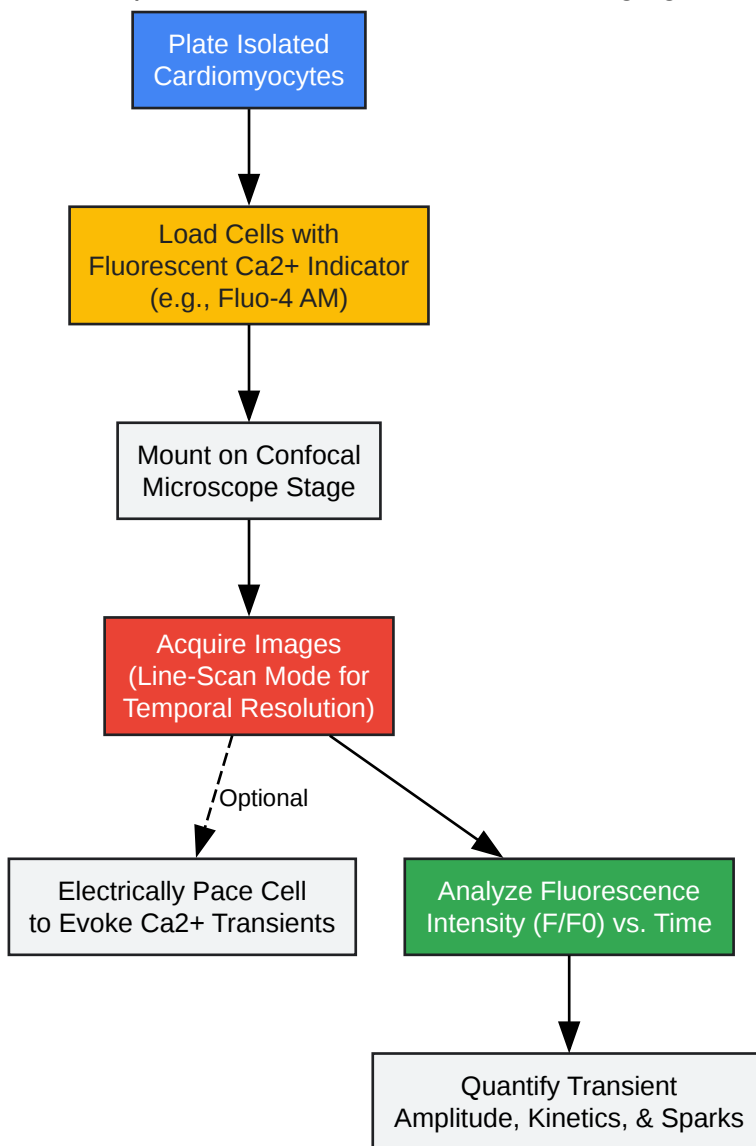 Plate Isolated
Cardiomyocytes
Load Cells with
Fluorescent Ca2+ Indicator
(e.g., Fluo-4 AM)
Mount on Confocal
Microscope Stage
Acquire Images
(Line-Scan Mode for
Temporal Resolution)
Optional
Electrically Pace Cell
to Evoke Ca2+ Transients
Analyze Fluorescence
Intensity (F/F0) vs. Time
Quantify Transient
Amplitude, Kinetics, & Sparks